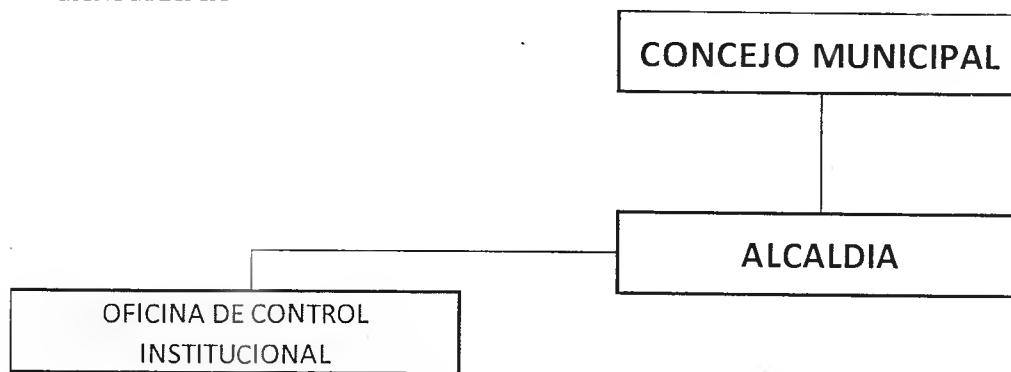 CONCEJO MUNICIPAL
ALCALDIA
OFICINA DE CONTROL
INSTITUCIONAL